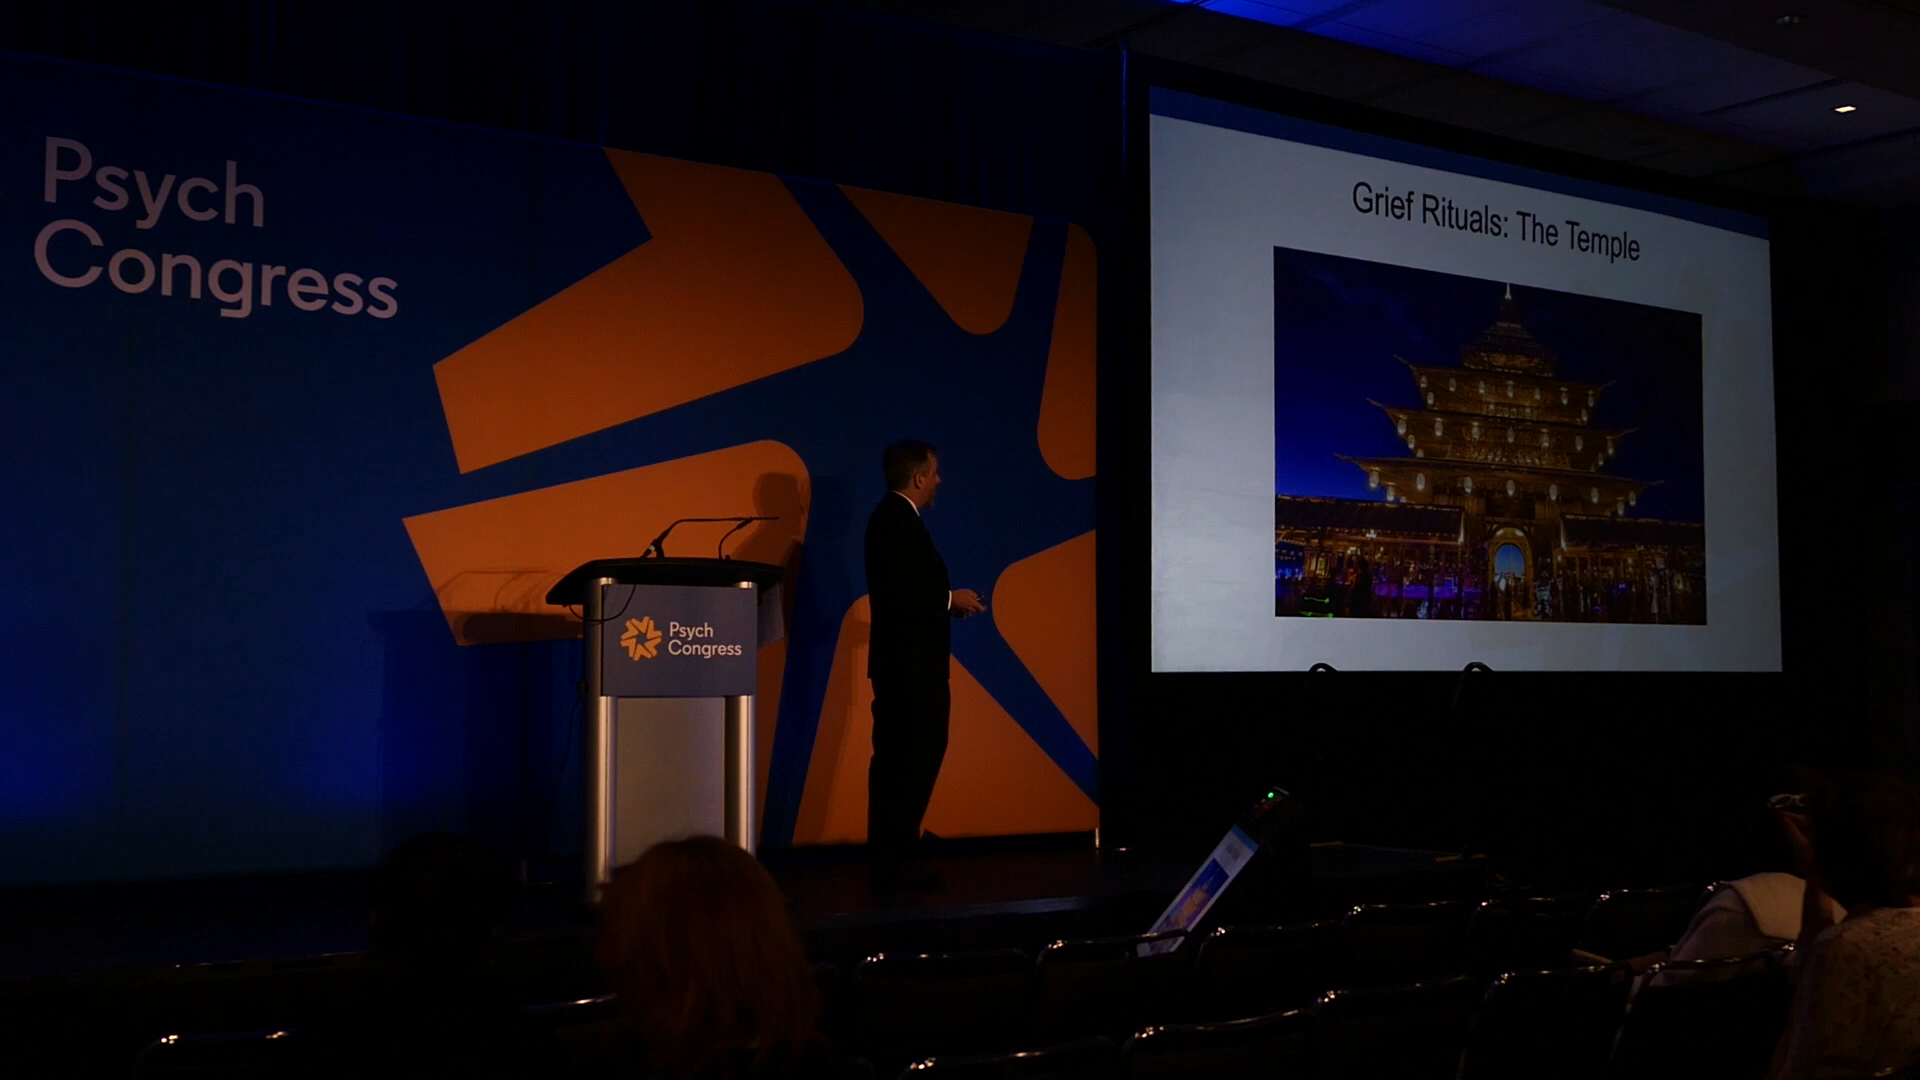 Psych
Congress
Grief Rituals: The Temple
Psych
Congress